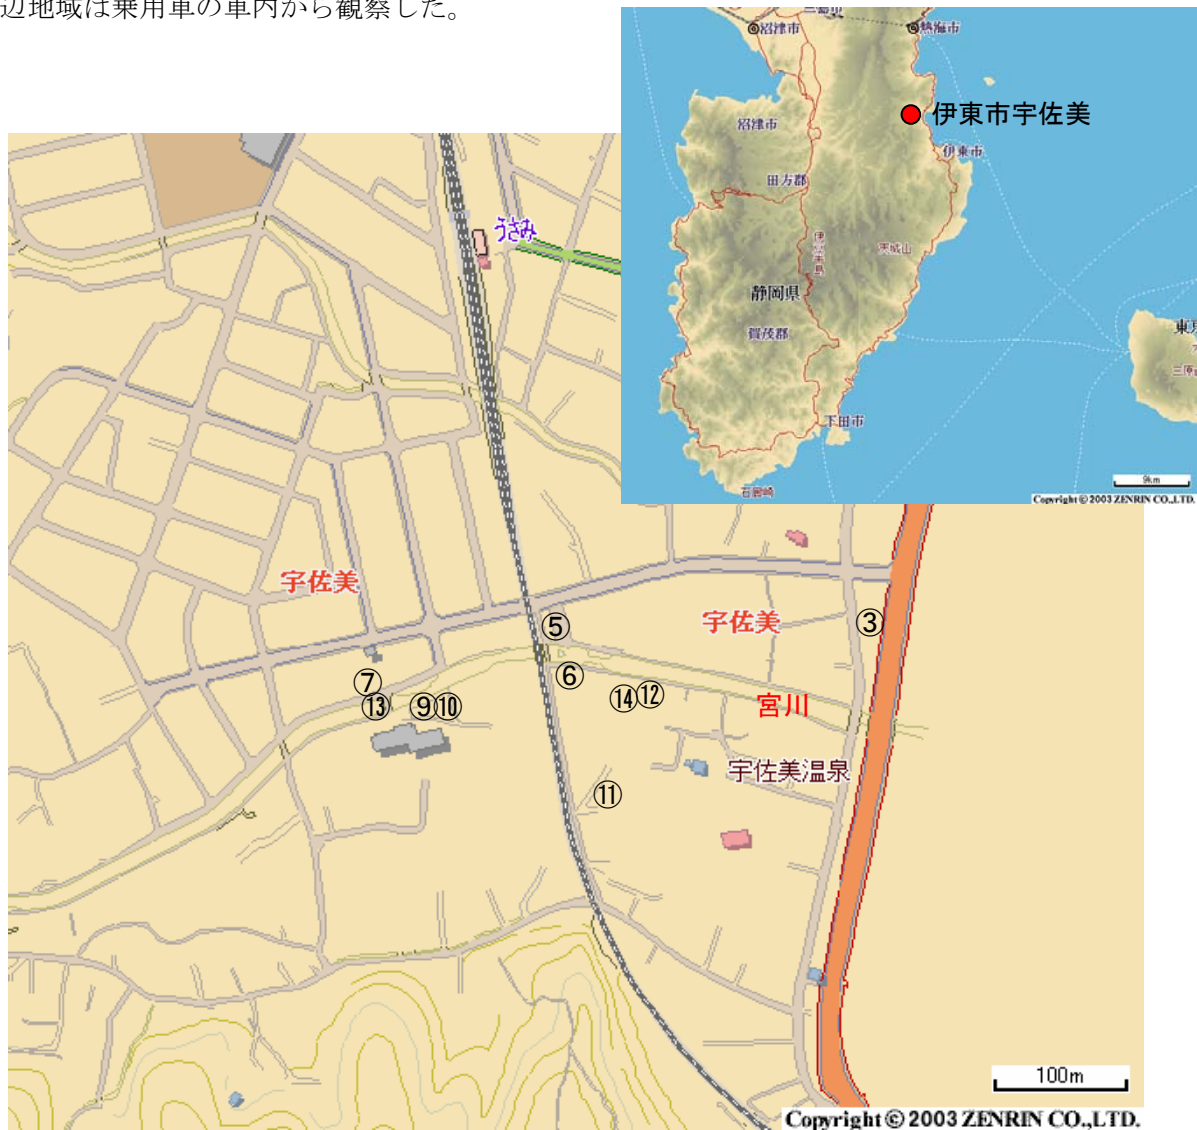 辺地域は乗用車の車内から観察した。
沼津市
熱海市
伊東市宇佐美
沼津市
伊東市
田方郡
天城山
静岡県
賀茂郡
下田市
石廊崎
9km
Copyright © 2003 ZENRIN CO.,LTD.
うさみ
宇佐美
宇佐美
⑤
③
⑥
⑦
⑭⑫
⑬
⑨⑩
宮川
宇佐美温泉
⑪
100m
Copyright © 2003 ZENRIN CO.,LTD.